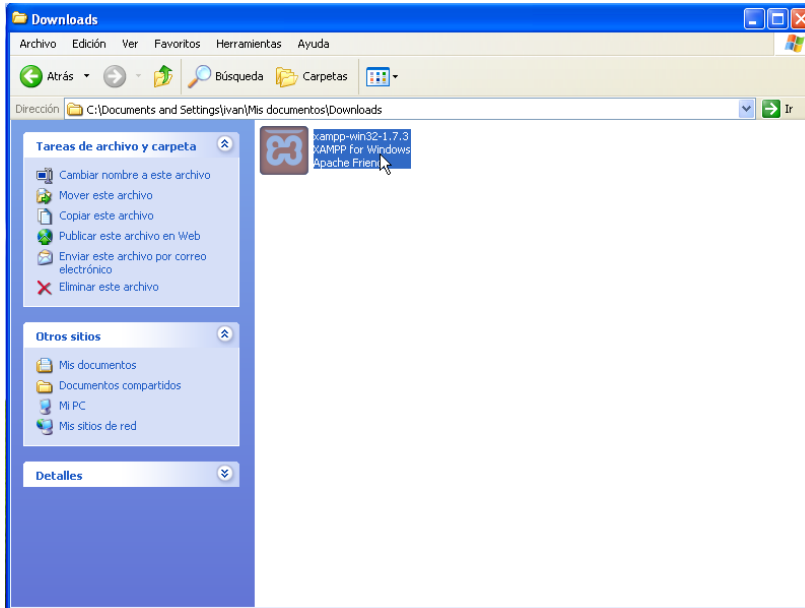 Downloads
Archivo Edición Ver Favoritos Herramientas Ayuda
Atrás Búsqueda Carpetas
Dirección C:\Documents and Settings\ivan\Mis documentos\Downloads Ir
Tareas de archivo y carpeta
Cambiar nombre a este archivo
Mover este archivo
Copiar este archivo
Publicar este archivo en Web
Enviar este archivo por correo
electrónico
Eliminar este archivo
Otros sitios
Mis documentos
Documentos compartidos
Mi PC
Mis sitios de red
Detalles
xampp-win32-1.7.3
XAMPP for Windows
Apache Friends